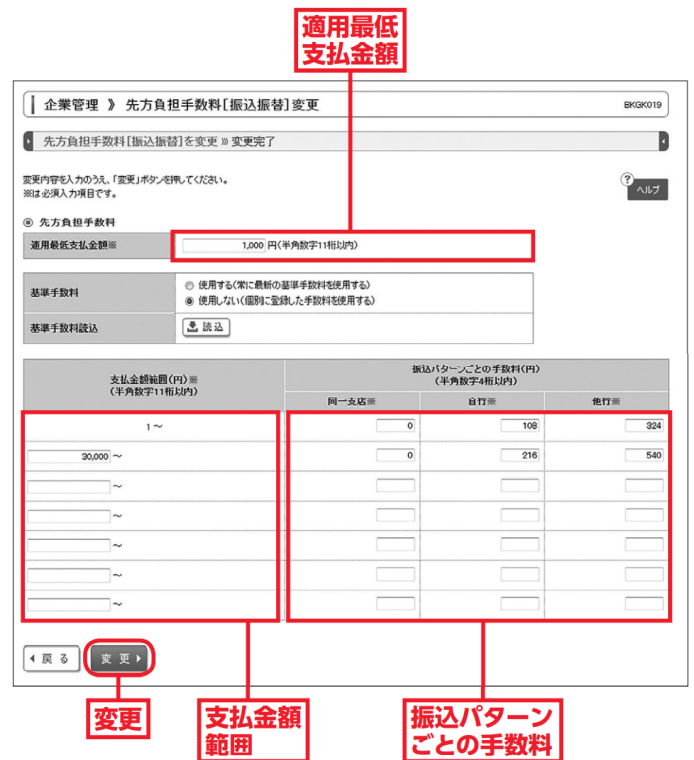 適用最低
支払金額
企業管理 》 先方負担手数料[振込振替]変更
BKGK019
先方負担手数料[振込振替]を変更 》 変更完了
変更内容を入力のうえ、「変更」ボタンを押してください。
※は必須入力項目です。
? ヘルプ
◉ 先方負担手数料
適用最低支払金額※ 1,000 円(半角数字11桁以内)
基準手数料
○ 使用する(常に最新の基準手数料を使用する)
◉ 使用しない(個別に登録した手数料を使用する)
基準手数料読込 読込
支払金額範囲(円)※
(半角数字11桁以内)
振込パターンごとの手数料(円)
(半角数字4桁以内)
同一支店※ 自行※ 他行※
1～ 0 108 324
30,000 ～ 0 216 540
～
～
～
～
～
戻る
変更
変更
支払金額
範囲
振込パターン
ごとの手数料